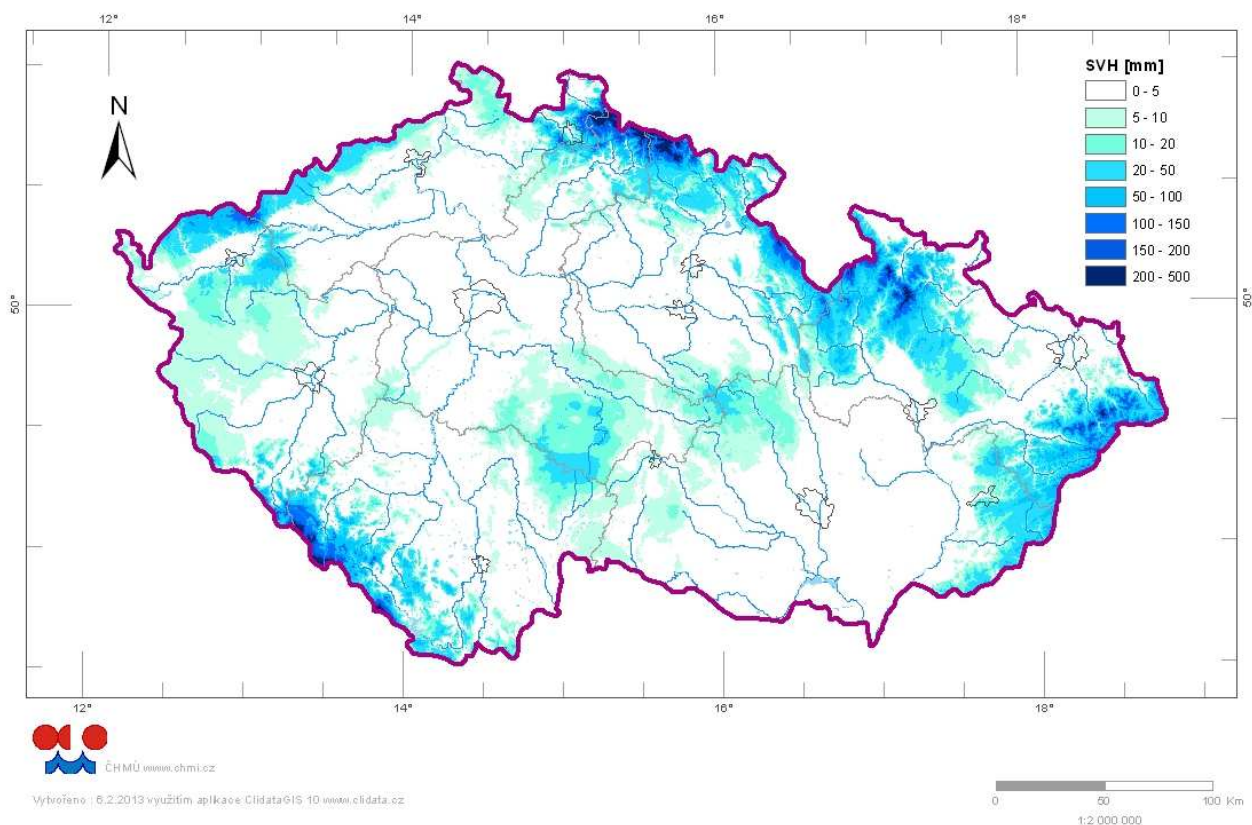 12° 14° 16° 18°
N
SVH [mm]
0 - 5
5 - 10
10 - 20
20 - 50
50 - 100
100 - 150
150 - 200
200 - 500
50° 50°
12° 14° 16° 18°
ČHMÚ www.chmi.cz
Vytvořeno : 6.2.2013 využitím aplikace ClidataGIS 10 www.clidata.cz
0 50 100 Km
1:2 000 000